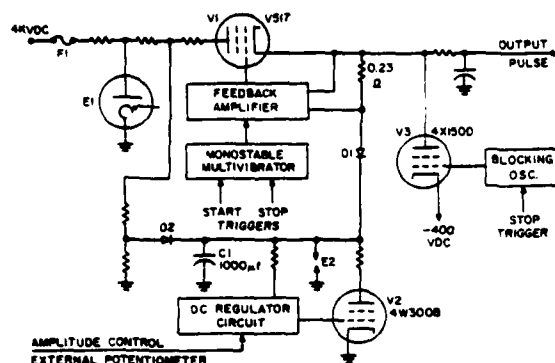 4KVDC
F1
V1
V517
OUTPUT
PULSE
0.23
Ω
E1
FEEDBACK
AMPLIFIER
V3
4X1500
D1
MONOSTABLE
MULTIVIBRATOR
BLOCKING
OSC.
START STOP
TRIGGERS
STOP
TRIGGER
-400
VDC
D2
C1
1000μf
E2
V2
4W300B
DC REGULATOR
CIRCUIT
AMPLITUDE CONTROL
EXTERNAL POTENTIOMETER